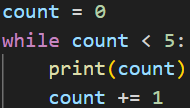 count = 0
while count < 5:
    print(count)
    count += 1